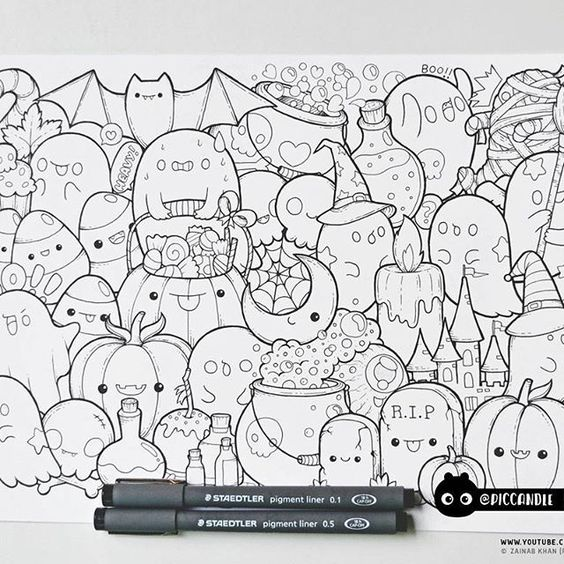 BOO!!
HEAVY!
R.I.P
STAEDTLER pigment liner 0.1
STAEDTLER pigment liner 0.5
@PICCANDLE
WWW.YOUTUBE.C
© ZAINAB KHAN (P